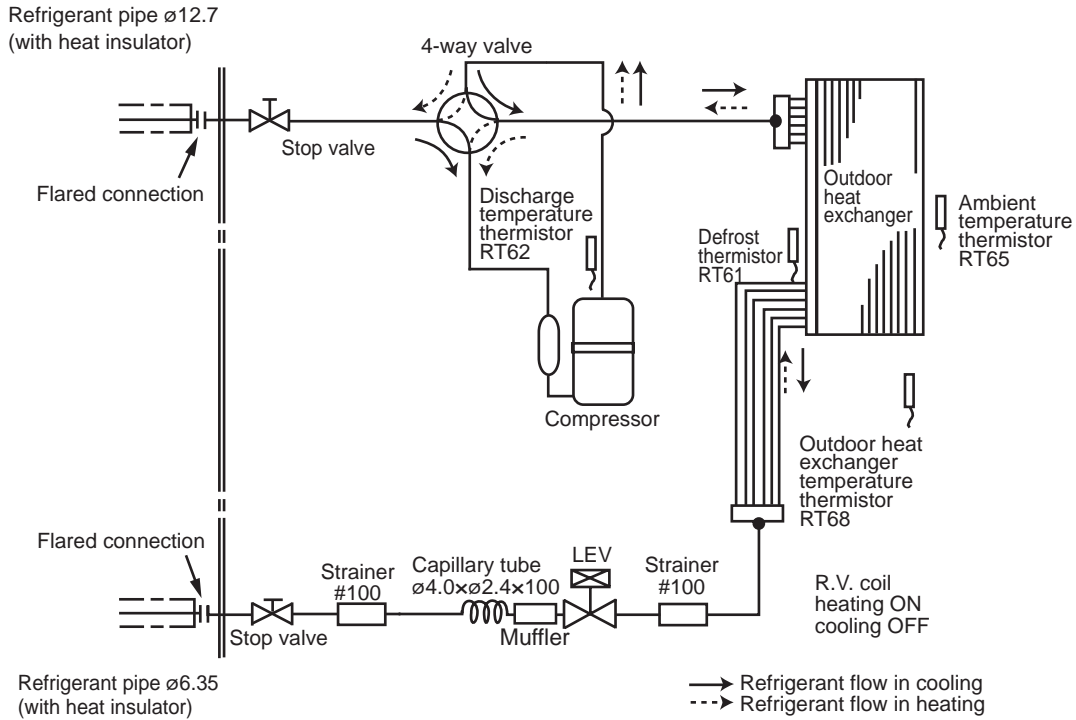 Refrigerant pipe ø12.7
(with heat insulator)
4-way valve
Stop valve
Flared connection
Discharge
temperature
thermistor
RT62
Outdoor
heat
exchanger
Ambient
temperature
thermistor
RT65
Defrost
thermistor
RT61
Compressor
Outdoor heat
exchanger
temperature
thermistor
RT68
Flared connection
Strainer
#100
Capillary tube
ø4.0×ø2.4×100
LEV
Strainer
#100
R.V. coil
heating ON
cooling OFF
Stop valve
Muffler
Refrigerant pipe ø6.35
(with heat insulator)
Refrigerant flow in cooling
Refrigerant flow in heating